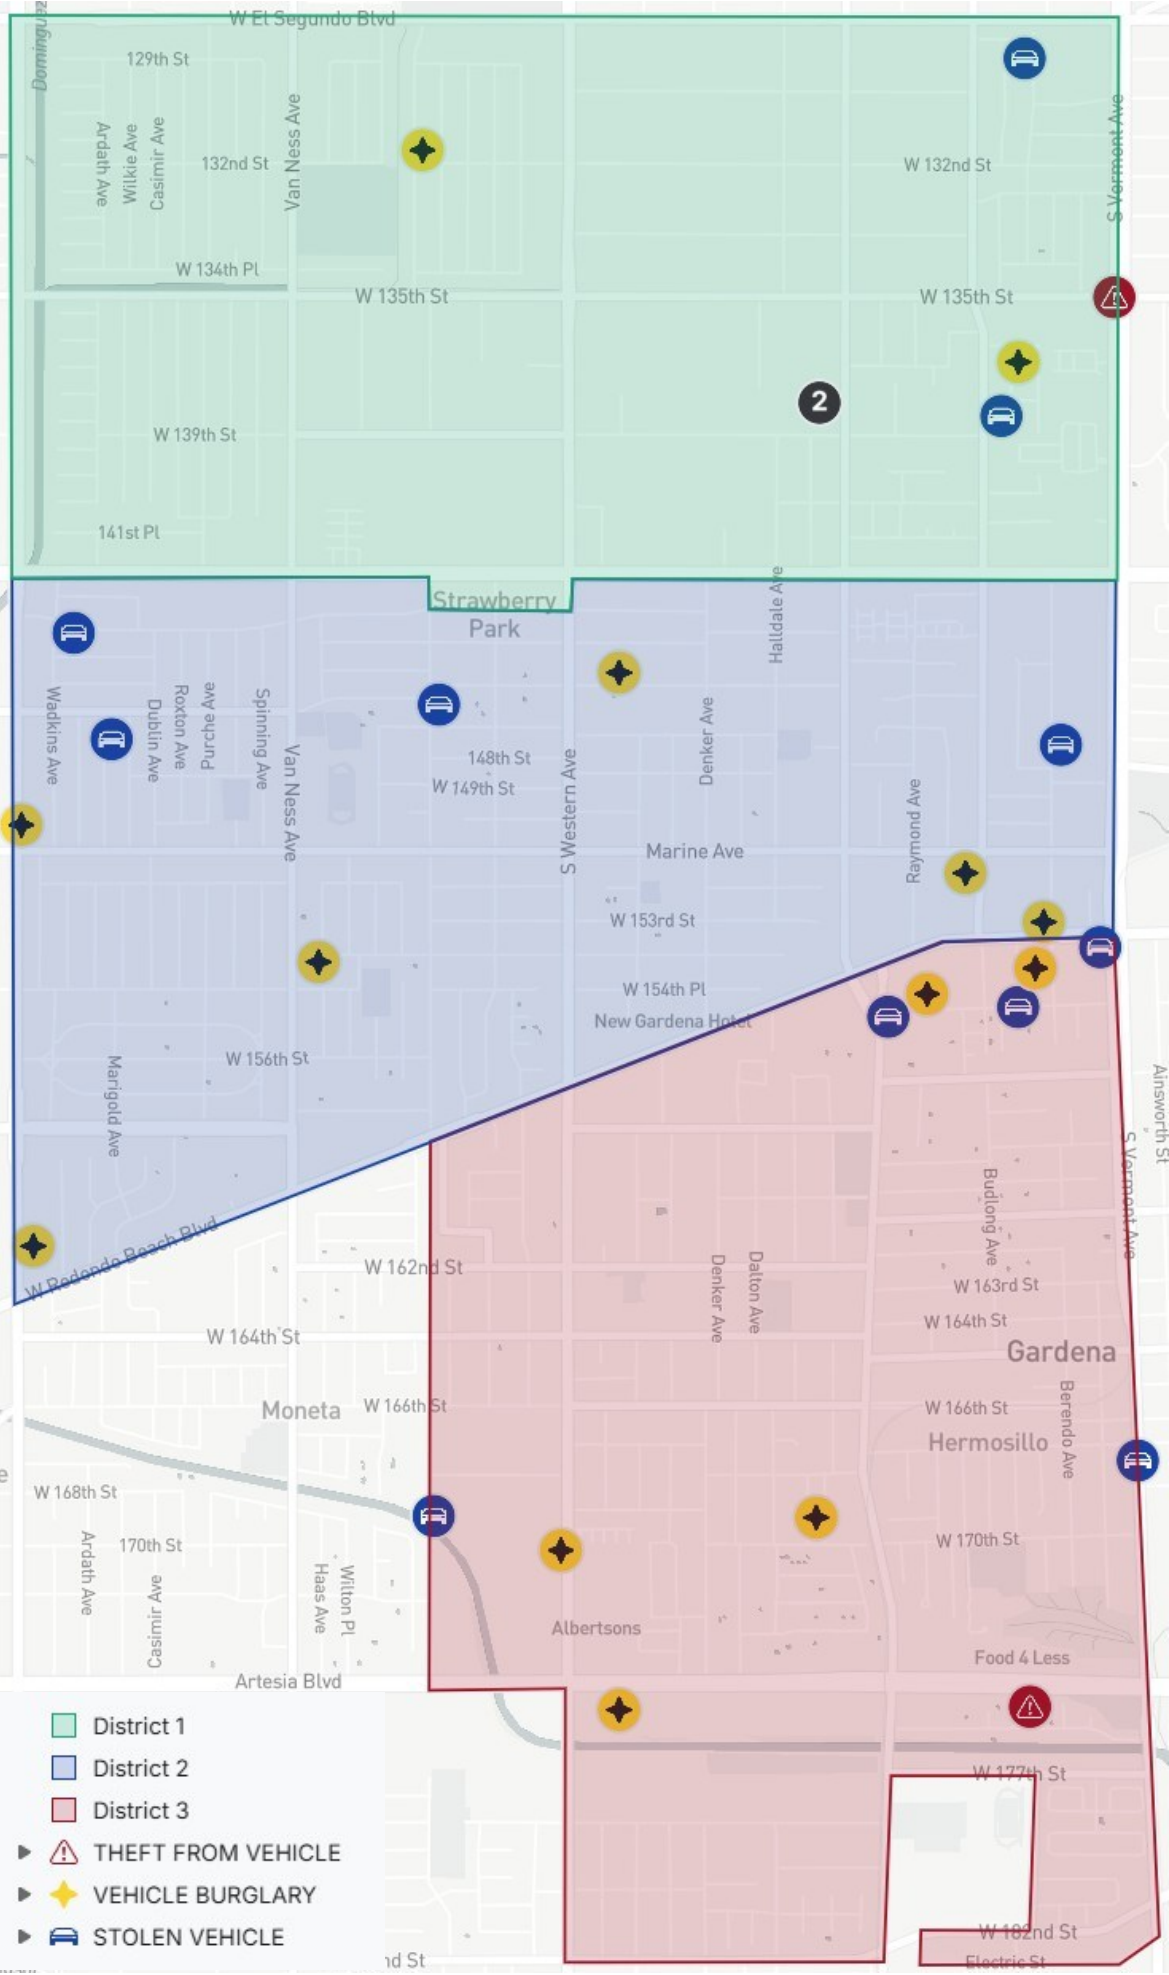 W El Segundo Blvd
Dominguez
129th St
Ardath Ave
Wilkie Ave
Casimir Ave
132nd St
Van Ness Ave
W 132nd St
S Vermont Ave
W 134th Pl
W 135th St
W 135th St
2
W 139th St
141st Pl
Strawberry
Park
Halldale Ave
Wadkins Ave
Dublin Ave
Roxton Ave
Purche Ave
Spinning Ave
Van Ness Ave
148th St
W 149th St
S Western Ave
Denker Ave
Raymond Ave
Marine Ave
W 153rd St
W 154th Pl
New Gardena Hotel
W 156th St
Marigold Ave
Ainsworth St
S Vermont Ave
Budlong Ave
W Redondo Beach Blvd
W 162nd St
Denker Ave
Dalton Ave
W 163rd St
W 164th St
W 164th St
Gardena
Moneta
W 166th St
W 166th St
Berendo Ave
Hermosillo
W 168th St
Ardath Ave
170th St
Casimir Ave
Haas Ave
Wilton Pl
W 170th St
Albertsons
Food 4 Less
Artesia Blvd
W 177th St
W 182nd St
Electric St
nd St
District 1
District 2
District 3
THEFT FROM VEHICLE
VEHICLE BURGLARY
STOLEN VEHICLE